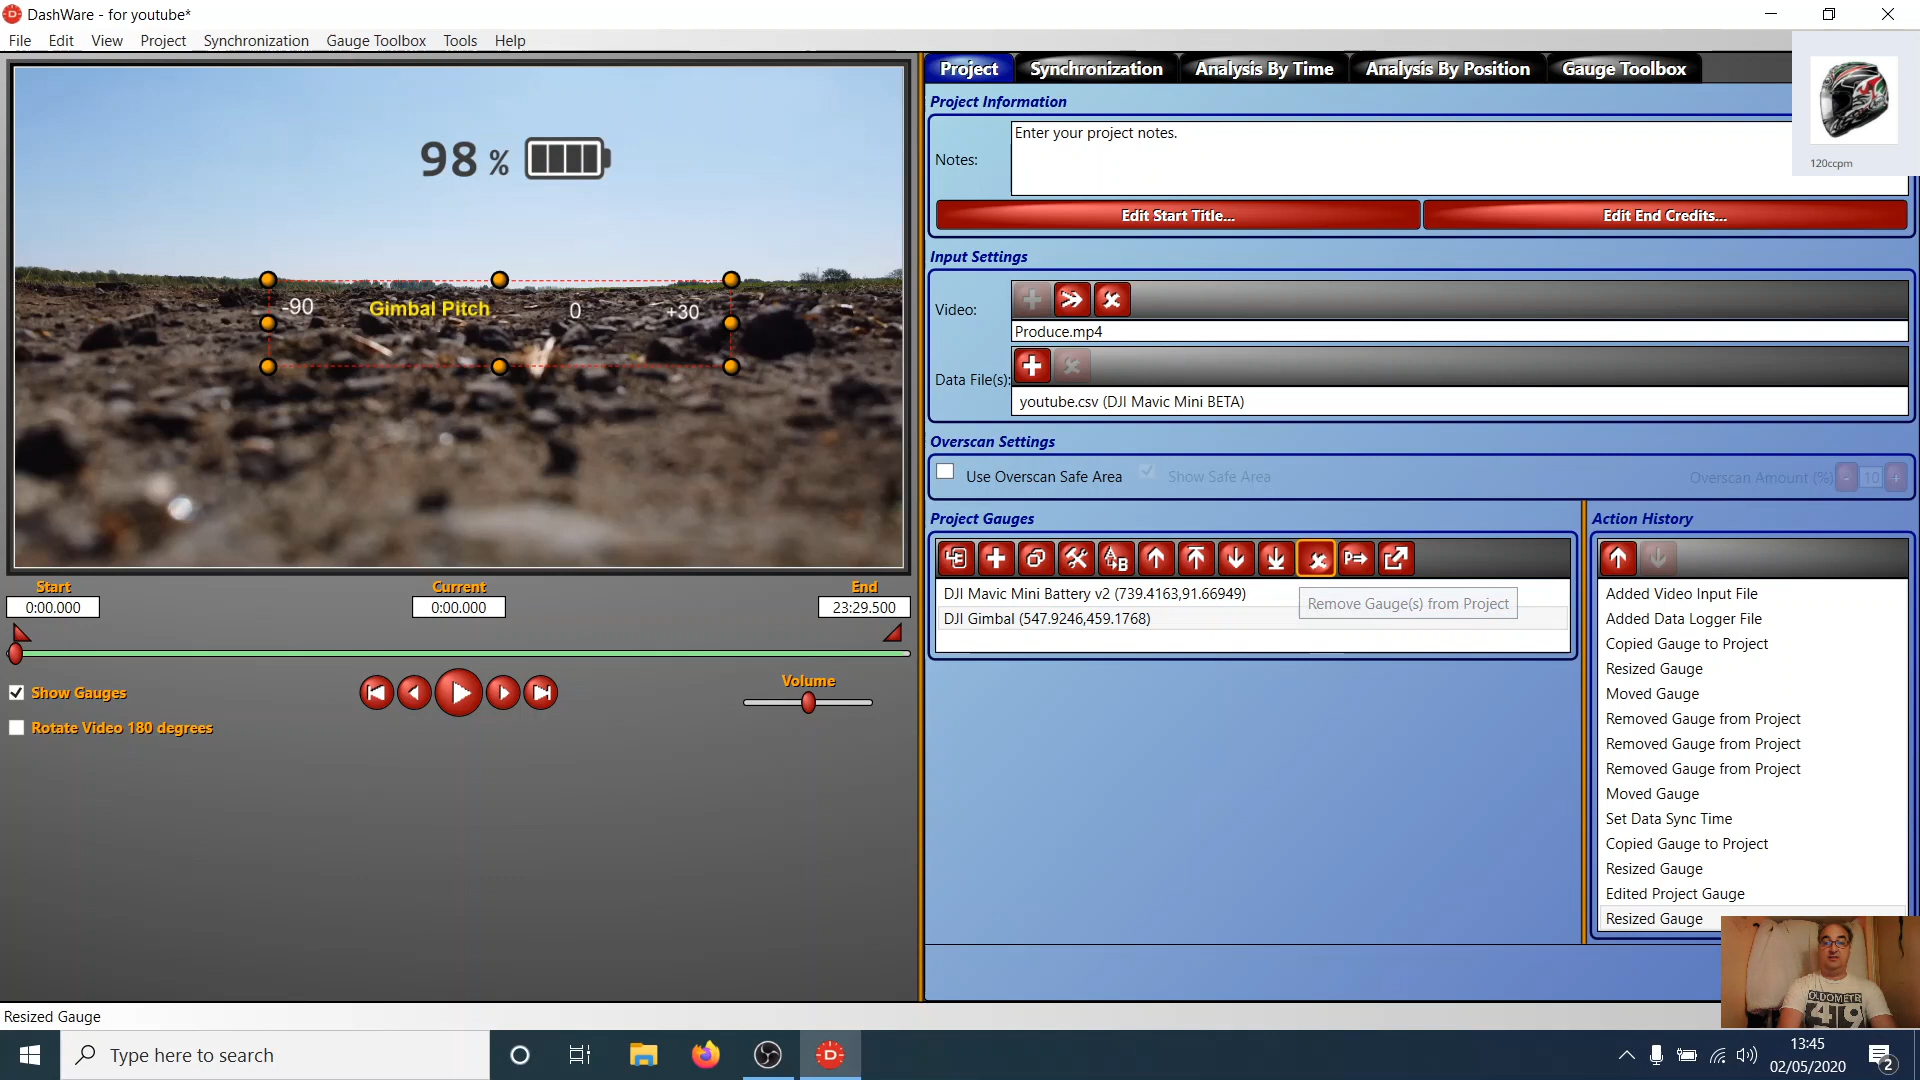 DashWare - for youtube*
File Edit View Project Synchronization Gauge Toolbox Tools Help
98 %
-90 Gimbal Pitch 0 +30
Start Current End
0:00.000 0:00.000 23:29.500
Show Gauges
Rotate Video 180 degrees
Volume
Project Synchronization Analysis By Time Analysis By Position Gauge Toolbox
Project Information
Notes: Enter your project notes.
Edit Start Title... Edit End Credits...
120ccpm
Input Settings
Video:
Produce.mp4
Data File(s):
youtube.csv (DJI Mavic Mini BETA)
Overscan Settings
Use Overscan Safe Area Show Safe Area Overscan Amount (%) - 10 +
Project Gauges
DJI Mavic Mini Battery v2 (739.4163,91.66949)
DJI Gimbal (547.9246,459.1768)
Remove Gauge(s) from Project
Action History
Added Video Input File
Added Data Logger File
Copied Gauge to Project
Resized Gauge
Moved Gauge
Removed Gauge from Project
Removed Gauge from Project
Removed Gauge from Project
Moved Gauge
Set Data Sync Time
Copied Gauge to Project
Resized Gauge
Edited Project Gauge
Resized Gauge
OLDOMETR
49
Resized Gauge
Type here to search
13:45
02/05/2020
2